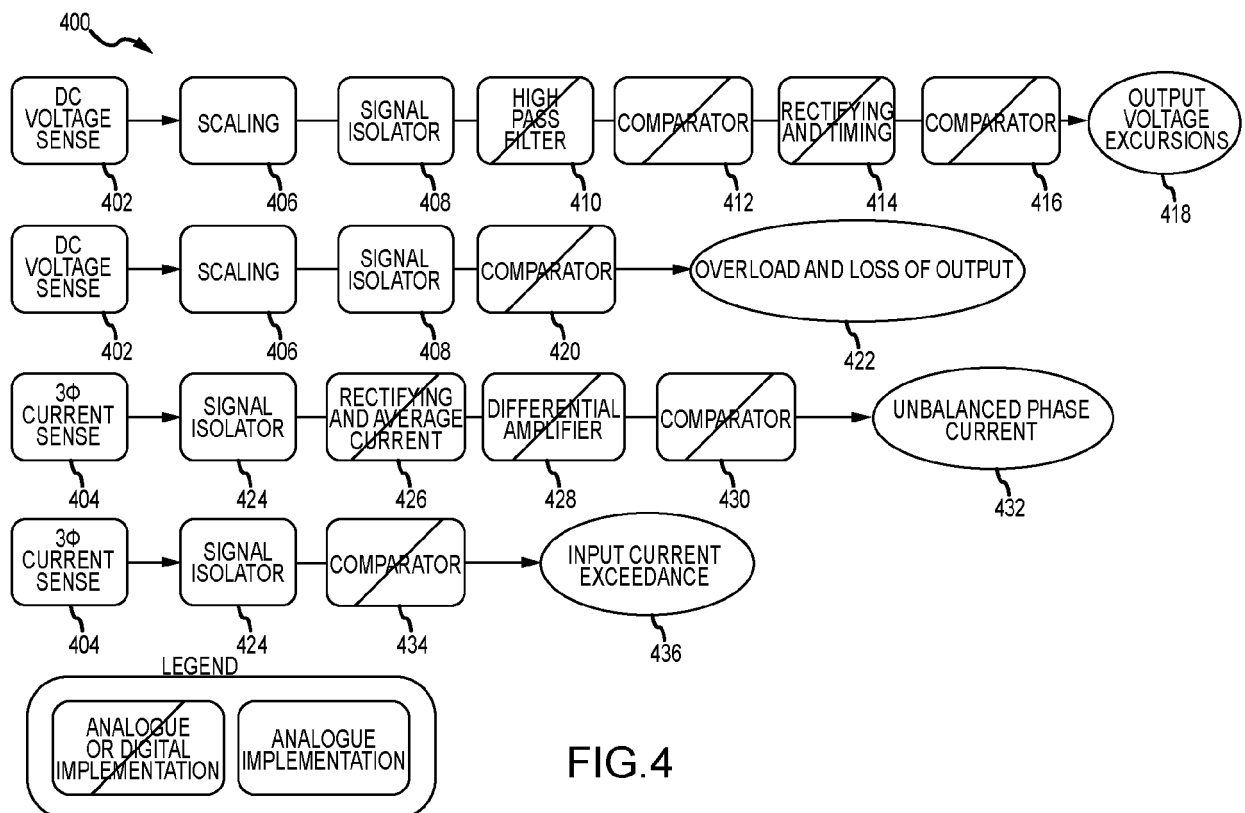 400
DC
VOLTAGE
SENSE
SCALING
SIGNAL
ISOLATOR
HIGH
PASS
FILTER
COMPARATOR
RECTIFYING
AND TIMING
COMPARATOR
OUTPUT
VOLTAGE
EXCURSIONS
402
406
408
410
412
414
416
418
DC
VOLTAGE
SENSE
SCALING
SIGNAL
ISOLATOR
COMPARATOR
OVERLOAD AND LOSS OF OUTPUT
402
406
408
420
422
3Φ
CURRENT
SENSE
SIGNAL
ISOLATOR
RECTIFYING
AND AVERAGE
CURRENT
DIFFERENTIAL
AMPLIFIER
COMPARATOR
UNBALANCED PHASE
CURRENT
404
424
426
428
430
432
3Φ
CURRENT
SENSE
SIGNAL
ISOLATOR
COMPARATOR
INPUT CURRENT
EXCEEDANCE
404
424
434
436
LEGEND
ANALOGUE
OR DIGITAL
IMPLEMENTATION
ANALOGUE
IMPLEMENTATION
FIG.4